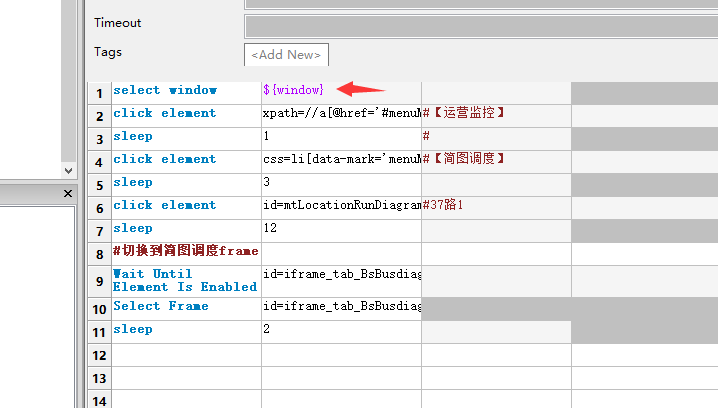 Timeout
Tags
<Add New>
1 select window ${window}
2 click element xpath=//a[@href='#menuM #【运营监控】
3 sleep 1 #
4 click element css=li[data-mark='menuM #【简图调度】
5 sleep 3
6 click element id=mtLocationRunDiagram #37路1
7 sleep 12
8 #切换到简图调度frame
9 Wait Until Element Is Enabled id=iframe_tab_BsBusdiag
10 Select Frame id=iframe_tab_BsBusdiag
11 sleep 2
12
13
14